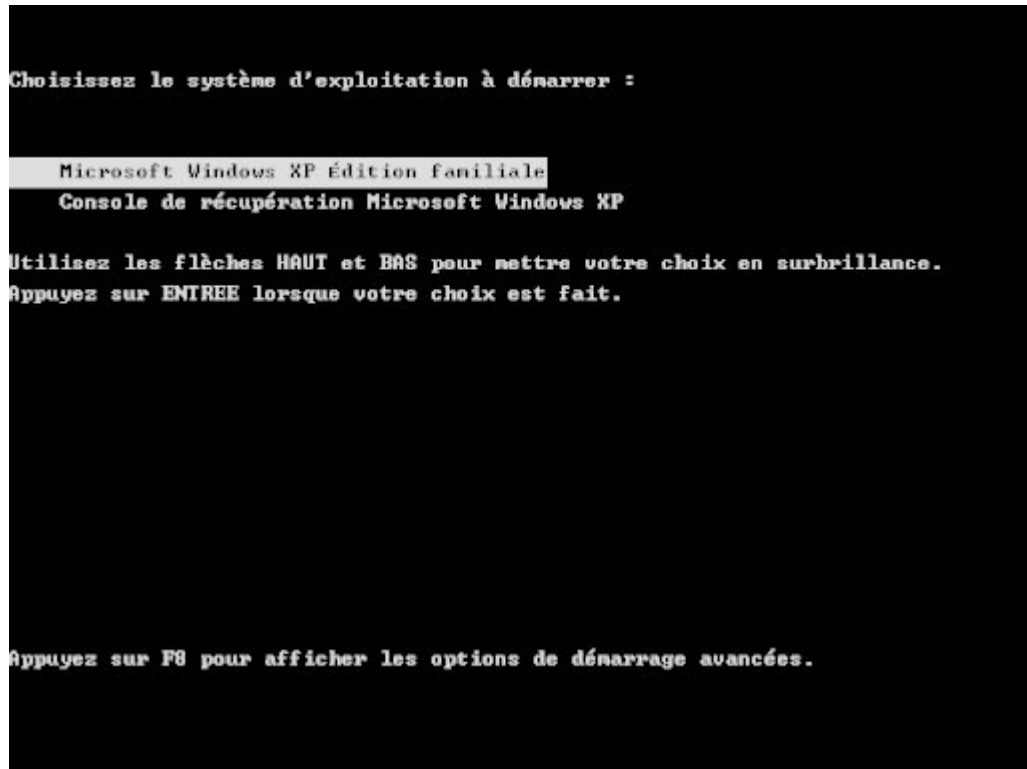 Choisissez le système d'exploitation à démarrer :
Microsoft Windows XP Édition familiale
Console de récupération Microsoft Windows XP
Utilisez les flèches HAUT et BAS pour mettre votre choix en surbrillance.
Appuyez sur ENTREE lorsque votre choix est fait.
Appuyez sur F8 pour afficher les options de démarrage avancées.